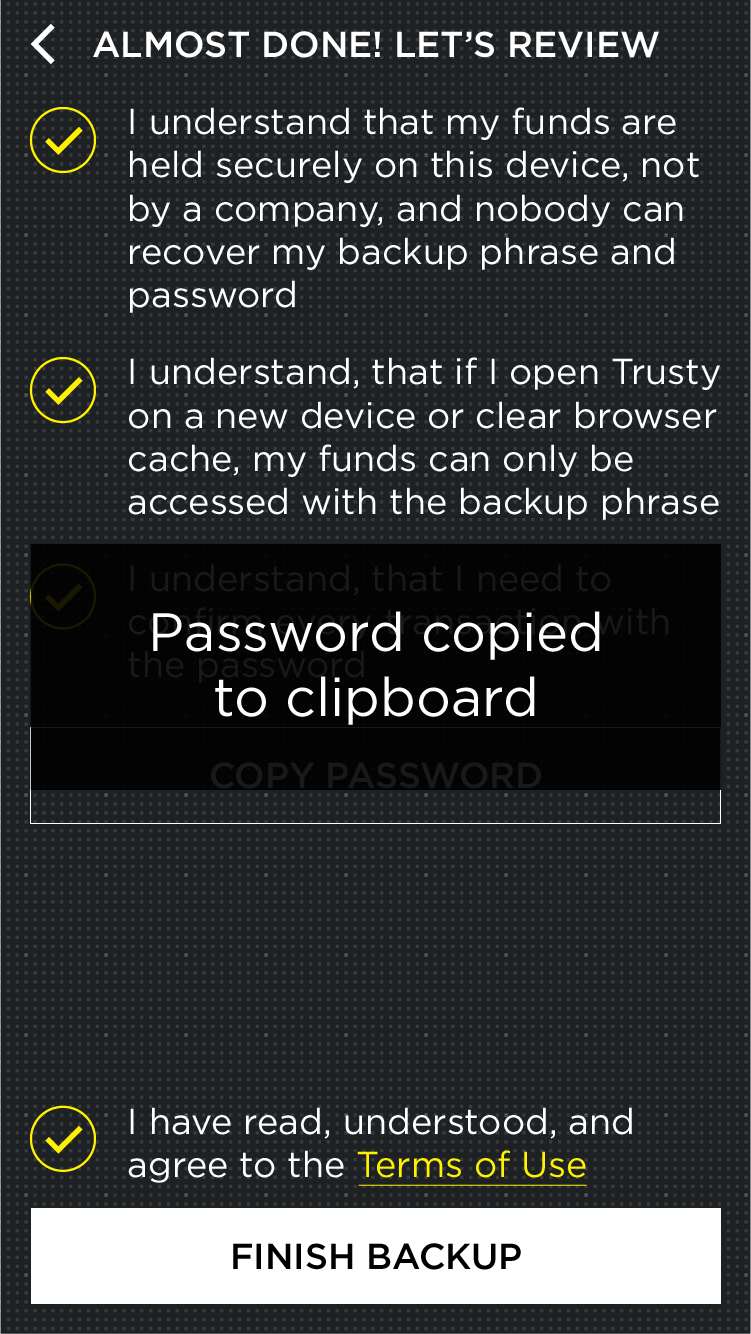 ALMOST DONE! LET’S REVIEW
I understand that my funds are
held securely on this device, not
by a company, and nobody can
recover my backup phrase and
password
I understand, that if I open Trusty
on a new device or clear browser
cache, my funds can only be
accessed with the backup phrase
I understand, that I need to
confirm every transaction with
the password
Password copied
to clipboard
COPY PASSWORD
I have read, understood, and
agree to the Terms of Use
FINISH BACKUP